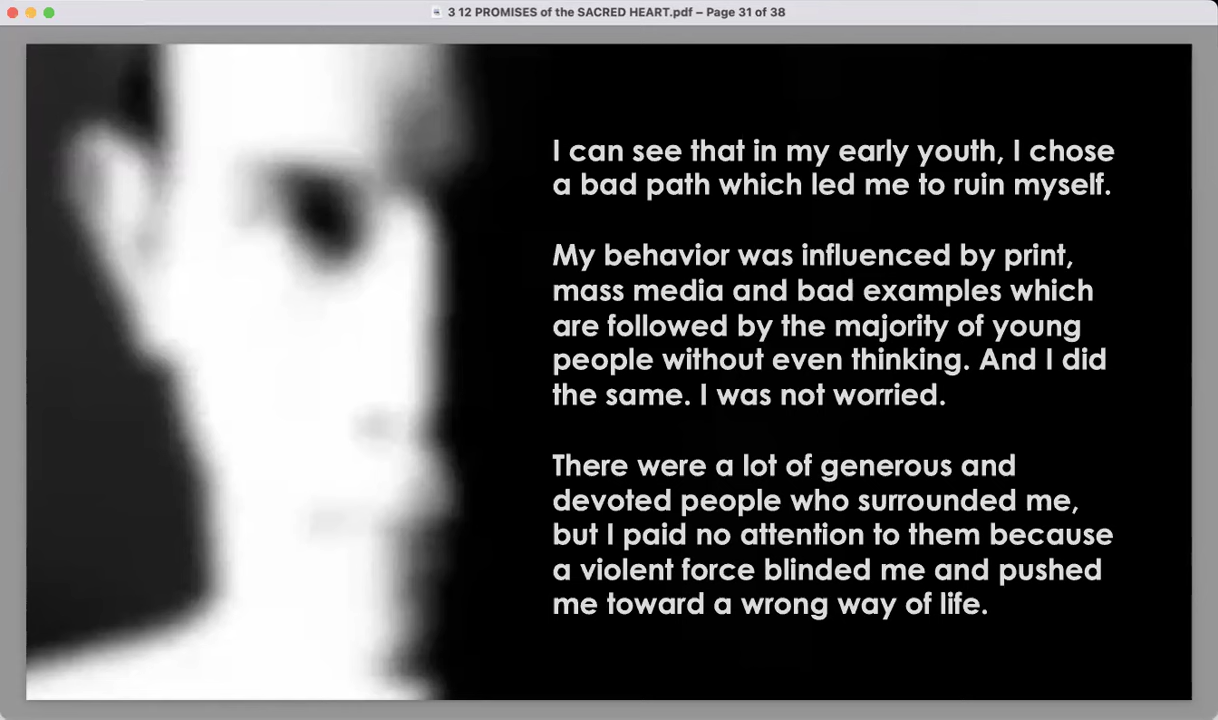 3 12 PROMISES of the SACRED HEART.pdf – Page 31 of 38
I can see that in my early youth, I chose
a bad path which led me to ruin myself.
My behavior was influenced by print,
mass media and bad examples which
are followed by the majority of young
people without even thinking. And I did
the same. I was not worried.
There were a lot of generous and
devoted people who surrounded me,
but I paid no attention to them because
a violent force blinded me and pushed
me toward a wrong way of life.